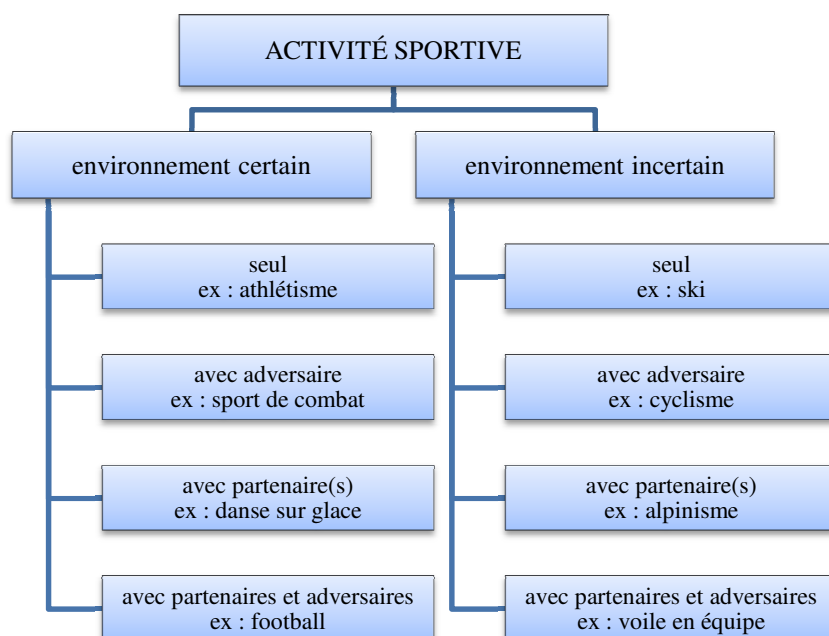 ACTIVITÉ SPORTIVE
environnement certain
seul
ex : athlétisme
avec adversaire
ex : sport de combat
avec partenaire(s)
ex : danse sur glace
avec partenaires et adversaires
ex : football
environnement incertain
seul
ex : ski
avec adversaire
ex : cyclisme
avec partenaire(s)
ex : alpinisme
avec partenaires et adversaires
ex : voile en équipe